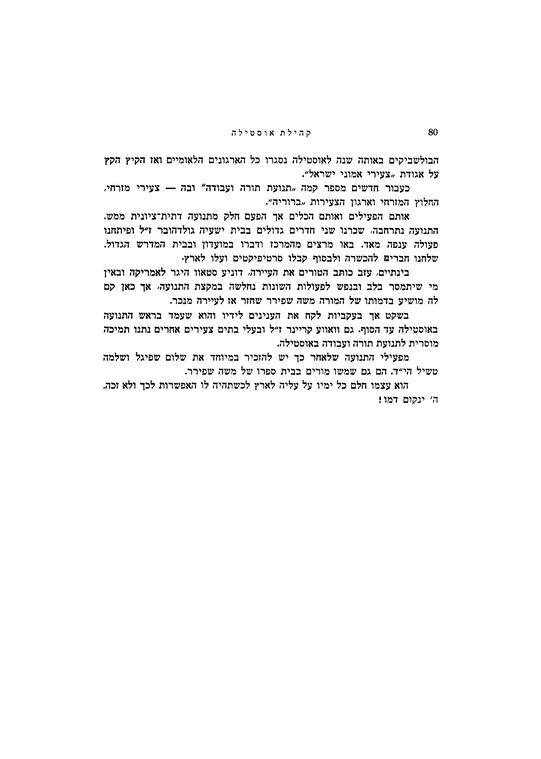 80
קהילת אוסטילה
הבולשביקים באותה שנה לאוסטילה נסגרו כל הארגונים הלאומיים ואז הקיץ הקץ
על אגודת „צעירי אמוני ישראל״.
כעבור חדשים מספר קמה „תנועת תורה ועבודה״ ובה — צעירי מזרחי,
החלוץ המזרחי וארגון הצעירות „ברוריה״.
אותם הפעילים ואותם הכלים אך הפעם חלק מתנועה דתית־ציונית ממש.
התנועה נתרחבה, שכרנו שני חדרים גדולים בבית ישעיה גולדהובר ז״ל ופיתחנו
פעולה ענפה מאד. באו מרצים מהמרכז ודברו במועדון ובבית המדרש הגדול.
שלחנו חברים להכשרה ולבסוף קבלו סרטיפיקטים ועלו לארץ.
בינתיים, עזב כותב הטורים את העיירה, דוניע סטאוו היגר לאמריקה ובאין
מי שיתמסר בלב ובנפש לפעולות השונות נחלשה במקצת התנועה, אך כאן קם
לה מושיע בדמותו של המורה משה שפירר שחזר אז לעיירה מנכר.
בשקט אך בעקביות לקח את הענינים לידיו והוא שעמד בראש התנועה
באוסטילה עד הסוף. גם וואווע קריינר ז״ל ובעלי בתים צעירים אחרים נתנו תמיכה
מוסרית לתנועת תורה ועבודה באוסטילה.
מפעילי התנועה שלאחר כך יש להזכיר במיוחד את שלום שפיגל ושלמה
טשיל הי״ד. הם גם שמשו מורים בבית ספרו של משה שפירר.
הוא עצמו חלם כל ימיו על עליה לארץ לכשתהיה לו האפשרות לכך ולא זכה.
ה׳ ינקום דמו !